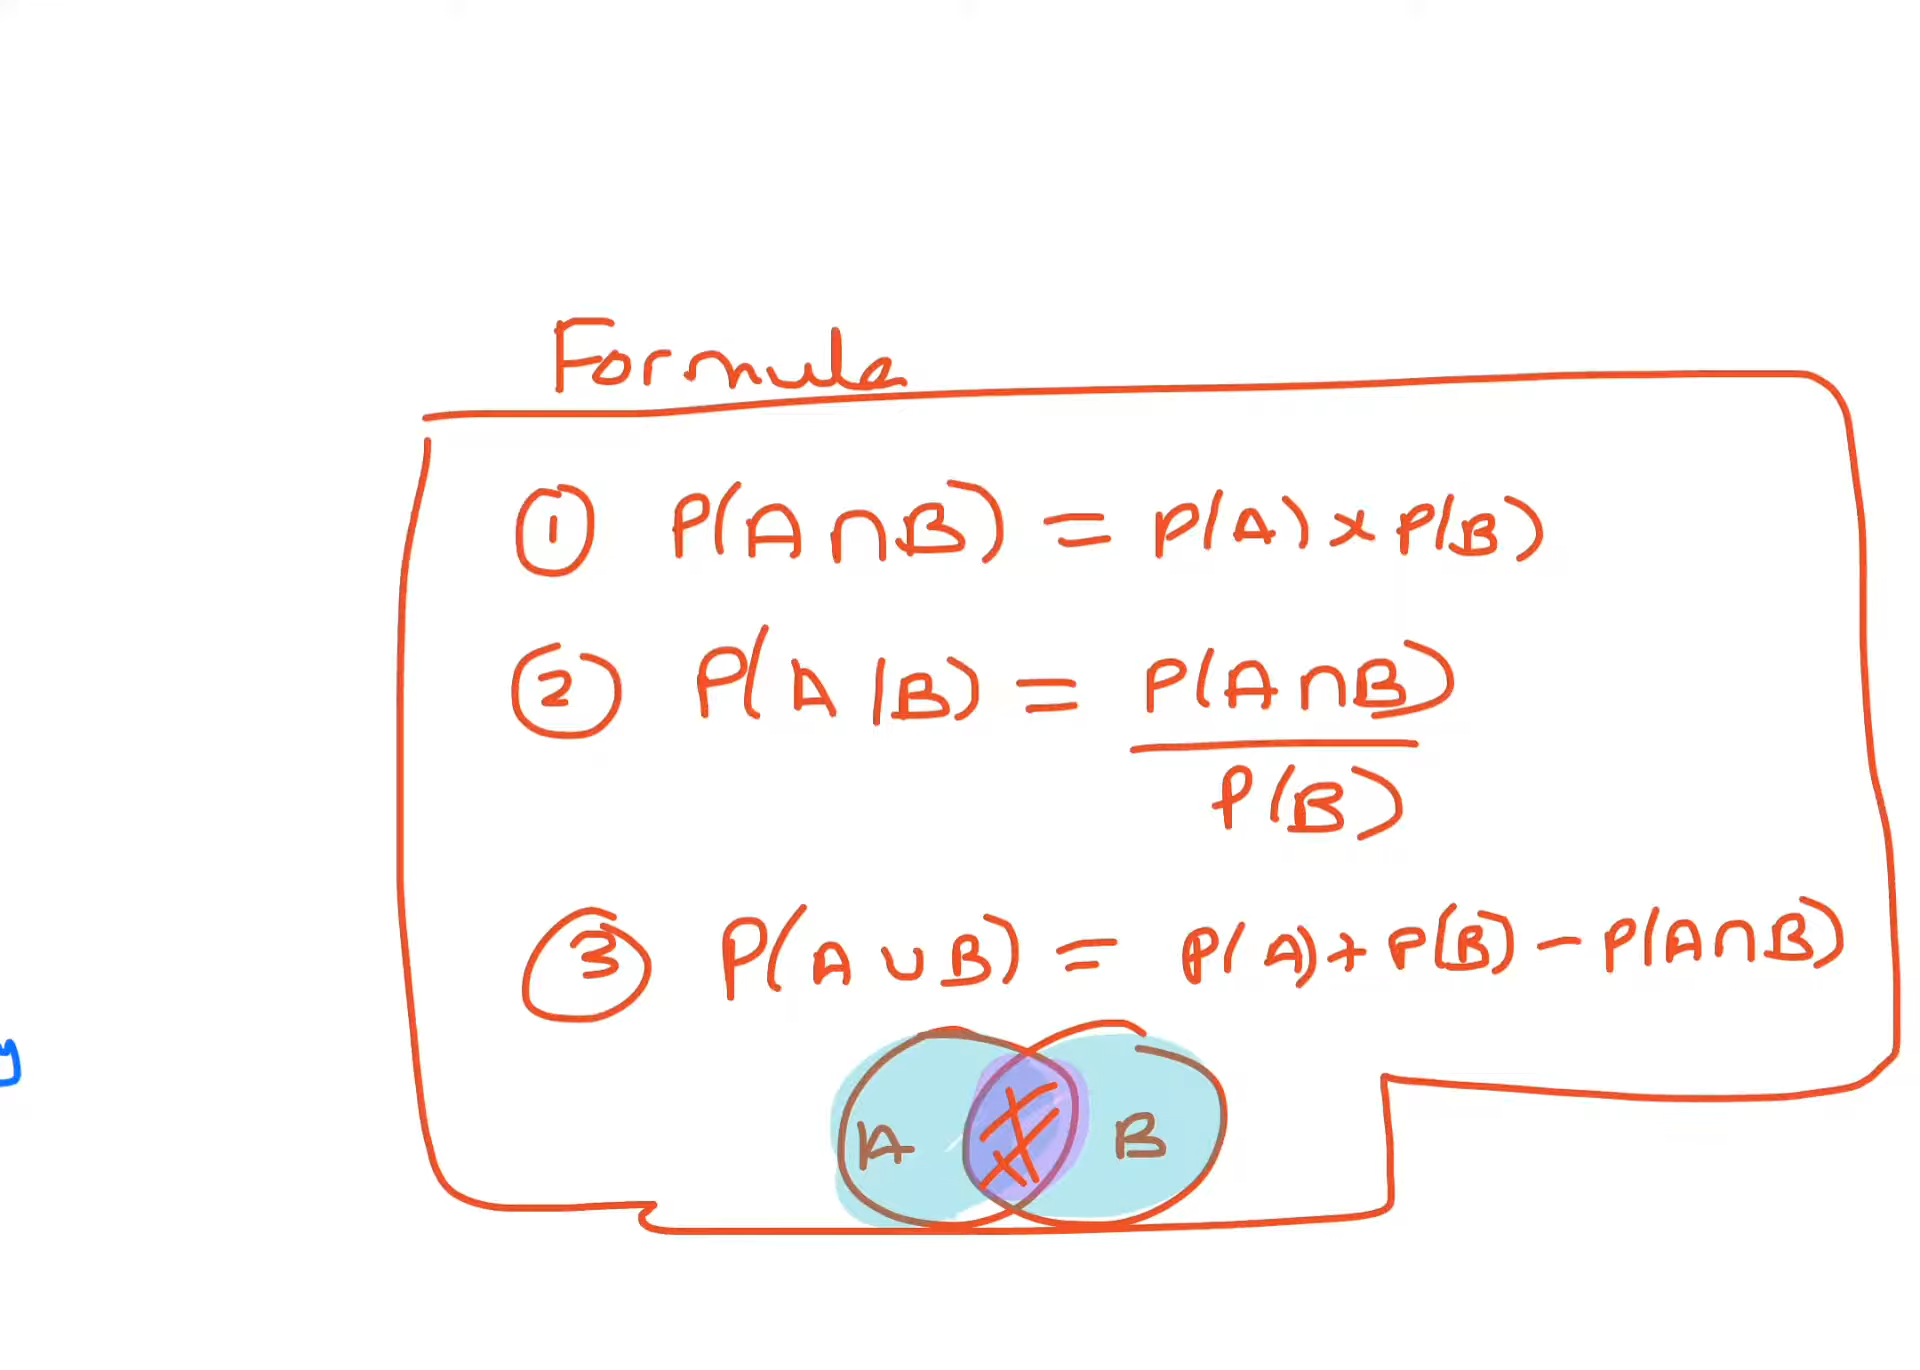 Formula
① P(A∩B) = P(A) × P(B)
② P(A|B) = P(A∩B)
P(B)
③ P(A∪B) = P(A) + P(B) − P(A∩B)
A B
y